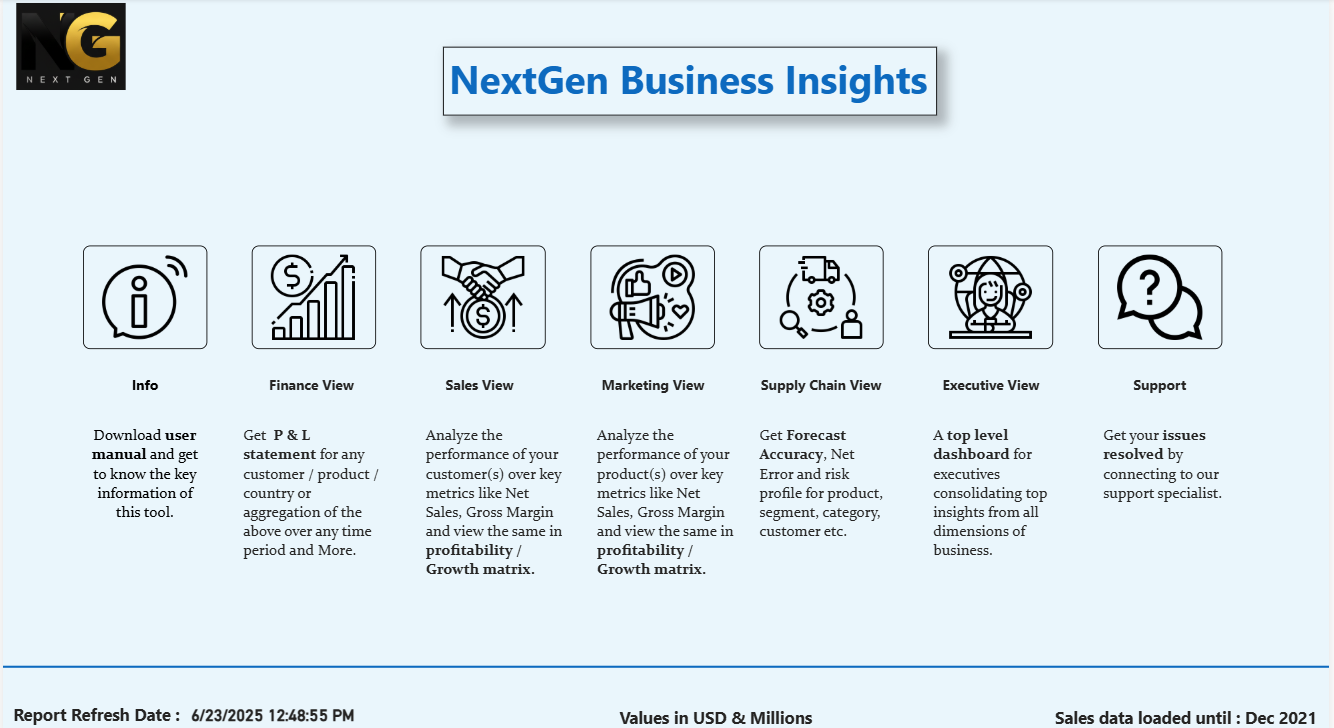 NG
NEXT GEN
NextGen Business Insights
Info
Download user
manual and get
to know the key
information of
this tool.
Finance View
Get P & L
statement for any
customer / product /
country or
aggregation of the
above over any time
period and More.
Sales View
Analyze the
performance of your
customer(s) over key
metrics like Net
Sales, Gross Margin
and view the same in
profitability /
Growth matrix.
Marketing View
Analyze the
performance of your
product(s) over key
metrics like Net
Sales, Gross Margin
and view the same in
profitability /
Growth matrix.
Supply Chain View
Get Forecast
Accuracy, Net
Error and risk
profile for product,
segment, category,
customer etc.
Executive View
A top level
dashboard for
executives
consolidating top
insights from all
dimensions of
business.
Support
Get your issues
resolved by
connecting to our
support specialist.
Report Refresh Date : 6/23/2025 12:48:55 PM
Values in USD & Millions
Sales data loaded until : Dec 2021